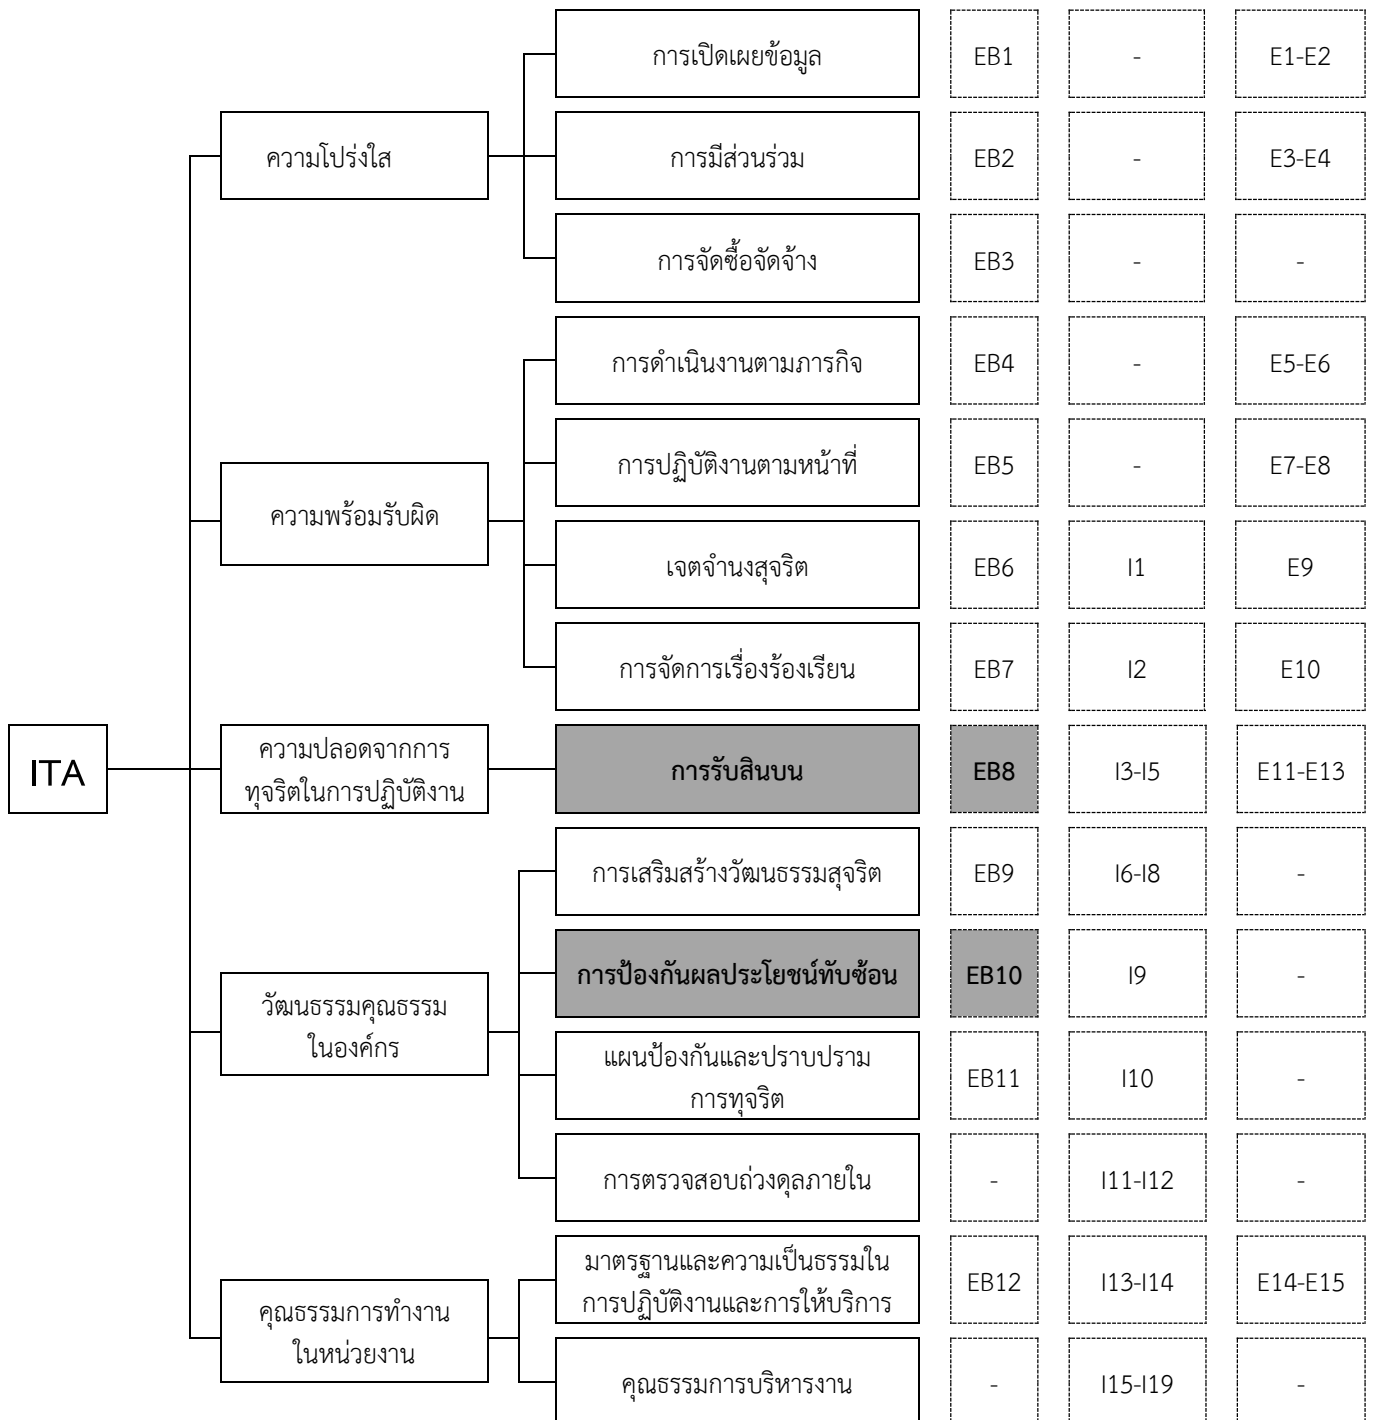 การเปิดเผยข้อมูล EB1 - E1-E2
ความโปร่งใส
การมีส่วนร่วม EB2 - E3-E4
การจัดซื้อจัดจ้าง EB3 - -
การดำเนินงานตามภารกิจ EB4 - E5-E6
การปฏิบัติงานตามหน้าที่ EB5 - E7-E8
ความพร้อมรับผิด
เจตจำนงสุจริต EB6 I1 E9
การจัดการเรื่องร้องเรียน EB7 I2 E10
ITA
ความปลอดจากการ
ทุจริตในการปฏิบัติงาน
การรับสินบน EB8 I3-I5 E11-E13
การเสริมสร้างวัฒนธรรมสุจริต EB9 I6-I8 -
การป้องกันผลประโยชน์ทับซ้อน EB10 I9 -
วัฒนธรรมคุณธรรม
ในองค์กร
แผนป้องกันและปราบปราม
การทุจริต
EB11 I10 -
การตรวจสอบถ่วงดุลภายใน - I11-I12 -
มาตรฐานและความเป็นธรรมใน
การปฏิบัติงานและการให้บริการ
EB12 I13-I14 E14-E15
คุณธรรมการทำงาน
ในหน่วยงาน
คุณธรรมการบริหารงาน - I15-I19 -